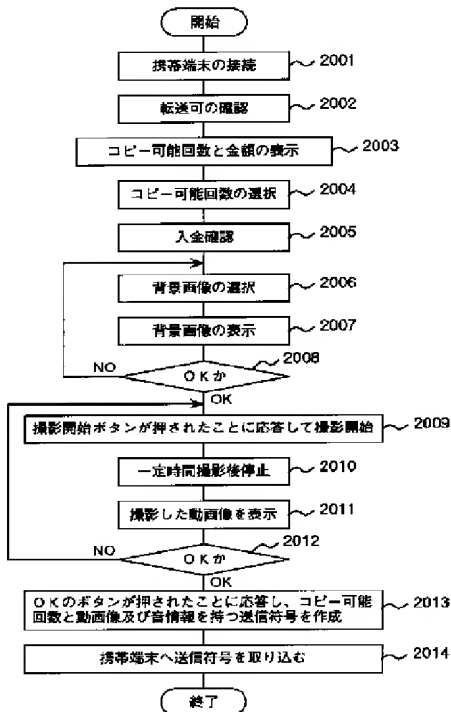 開始
携帯端末の接続 2001
転送可の確認 2002
コピー可能回数と金額の表示 2003
コピー可能回数の選択 2004
入金確認 2005
背景画像の選択 2006
背景画像の表示 2007
2008
NO
OKか
OK
撮影開始ボタンが押されたことに応答して撮影開始 2009
一定時間撮影後停止 2010
撮影した動画像を表示 2011
2012
NO
OKか
OK
OKのボタンが押されたことに応答し、コピー可能
回数と動画像及び音情報を持つ送信符号を作成 2013
携帯端末へ送信符号を取り込む 2014
終了